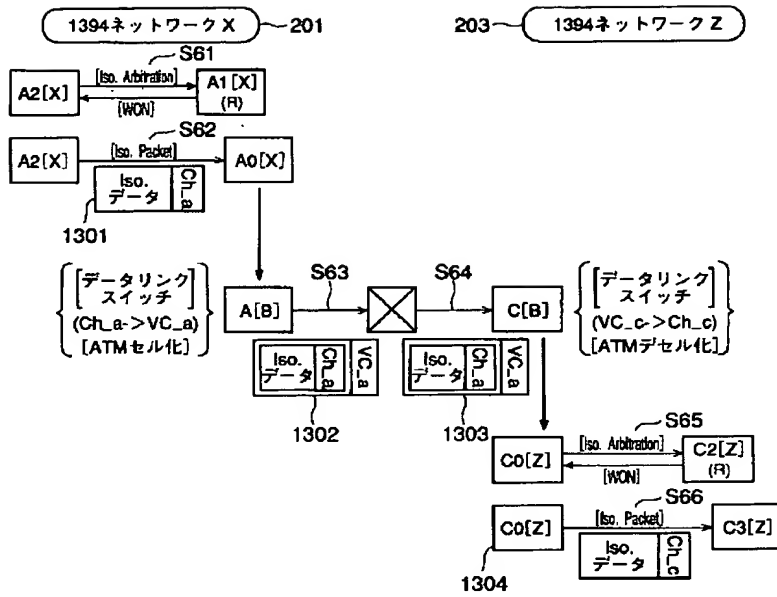 1394ネットワーク X
201
203
1394ネットワーク Z
S61
A2[X]
[Iso. Arbitration]
[WON]
A1[X]
(R)
S62
A2[X]
[Iso. Packet]
A0[X]
Iso.
データ
Ch_a
1301
[データリンク
スイッチ]
(Ch_a->VC_a)
[ATMセル化]
A[B]
S63
S64
C[B]
[データリンク
スイッチ]
(VC_c->Ch_c)
[ATMデセル化]
Iso.
データ
Ch_a
VC_a
1302
Iso.
データ
Ch_a
VC_a
1303
S65
C0[Z]
[Iso. Arbitration]
[WON]
C2[Z]
(R)
S66
C0[Z]
[Iso. Packet]
C3[Z]
Iso.
データ
Ch_c
1304